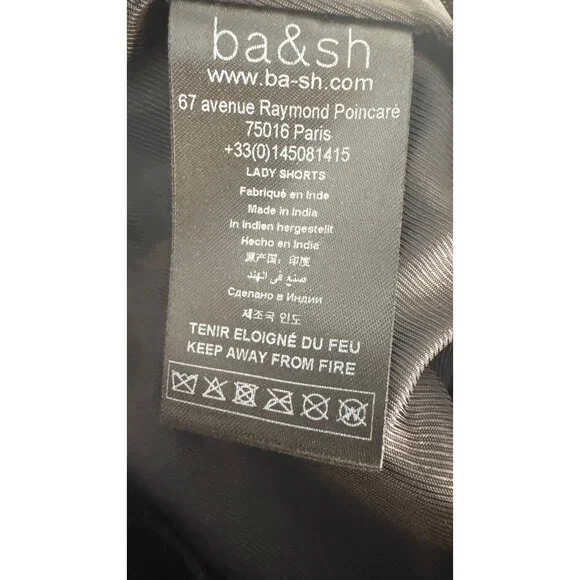 ba&sh
www.ba-sh.com
67 avenue Raymond Poincaré
75016 Paris
+33(0)145081415
LADY SHORTS
Fabriqué en Inde
Made in India
In Indien hergestellt
Hecho en India
原产国：印度
صنع في الهند
Сделано в Индии
제조국 인도
TENIR ELOIGNÉ DU FEU
KEEP AWAY FROM FIRE